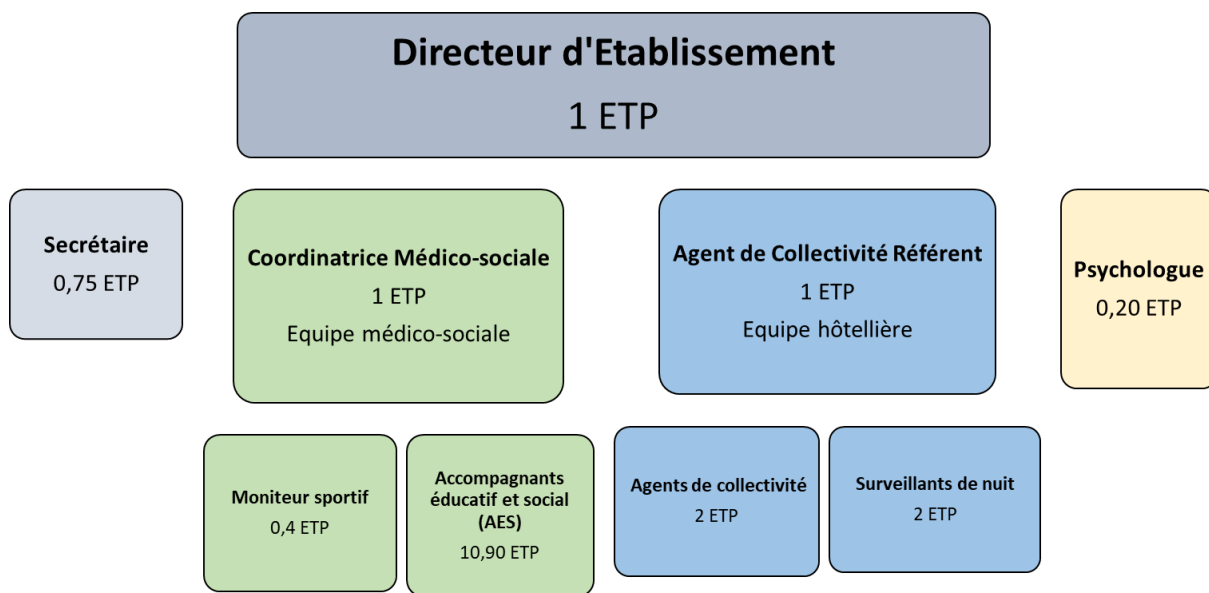 Directeur d'Etablissement
1 ETP
Secrétaire
0,75 ETP
Coordinatrice Médico-sociale
1 ETP
Equipe médico-sociale
Agent de Collectivité Référent
1 ETP
Equipe hôtellière
Psychologue
0,20 ETP
Moniteur sportif
0,4 ETP
Accompagnants
éducatif et social
(AES)
10,90 ETP
Agents de collectivité
2 ETP
Surveillants de nuit
2 ETP